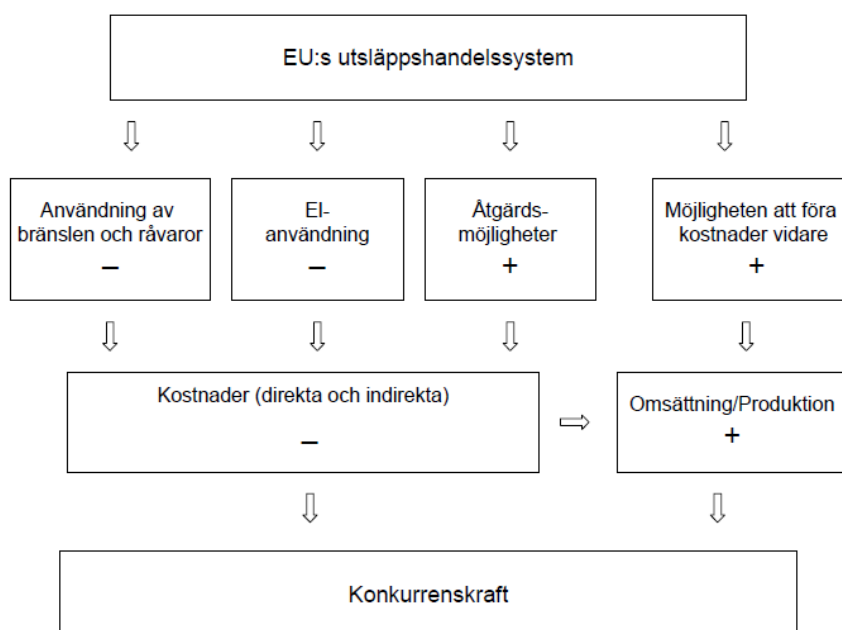 EU:s utsläppshandelssystem
Användning av
bränslen och råvaror
–
El-
användning
–
Åtgärds-
möjligheter
+
Möjligheten att föra
kostnader vidare
+
Kostnader (direkta och indirekta)
–
Omsättning/Produktion
+
Konkurrenskraft